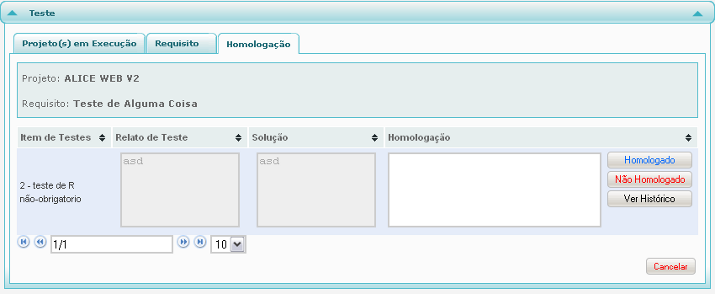 Teste
Projeto(s) em Execução Requisito Homologação
Projeto: ALICE WEB V2
Requisito: Teste de Alguma Coisa
Item de Testes Relato de Teste Solução Homologação
2 - teste de R
não-obrigatorio
asd
asd
Homologado
Não Homologado
Ver Histórico
1/1 10
Cancelar